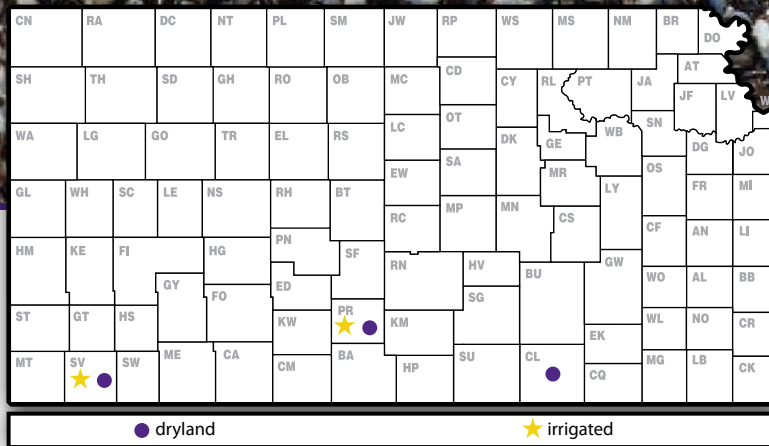 CN RA DC NT PL SM JW RP WS MS NM BR DO
SH TH SD GH RO OB MC CD CY RL PT JA AT JF LV W
WA LG GO TR EL RS LC OT DK GE WB SN DG JO
GL WH SC LE NS RH BT EW SA MR LY OS FR MI
RC MP MN CS
HM KE FI HG PN SF RN HV BU GW CF AN LI
GY FO ED SG WO AL BB
ST GT HS KW PR KM EK WL NO CR
MT SV SW ME CA CM BA HP SU CL CQ MG LB CK
dryland irrigated